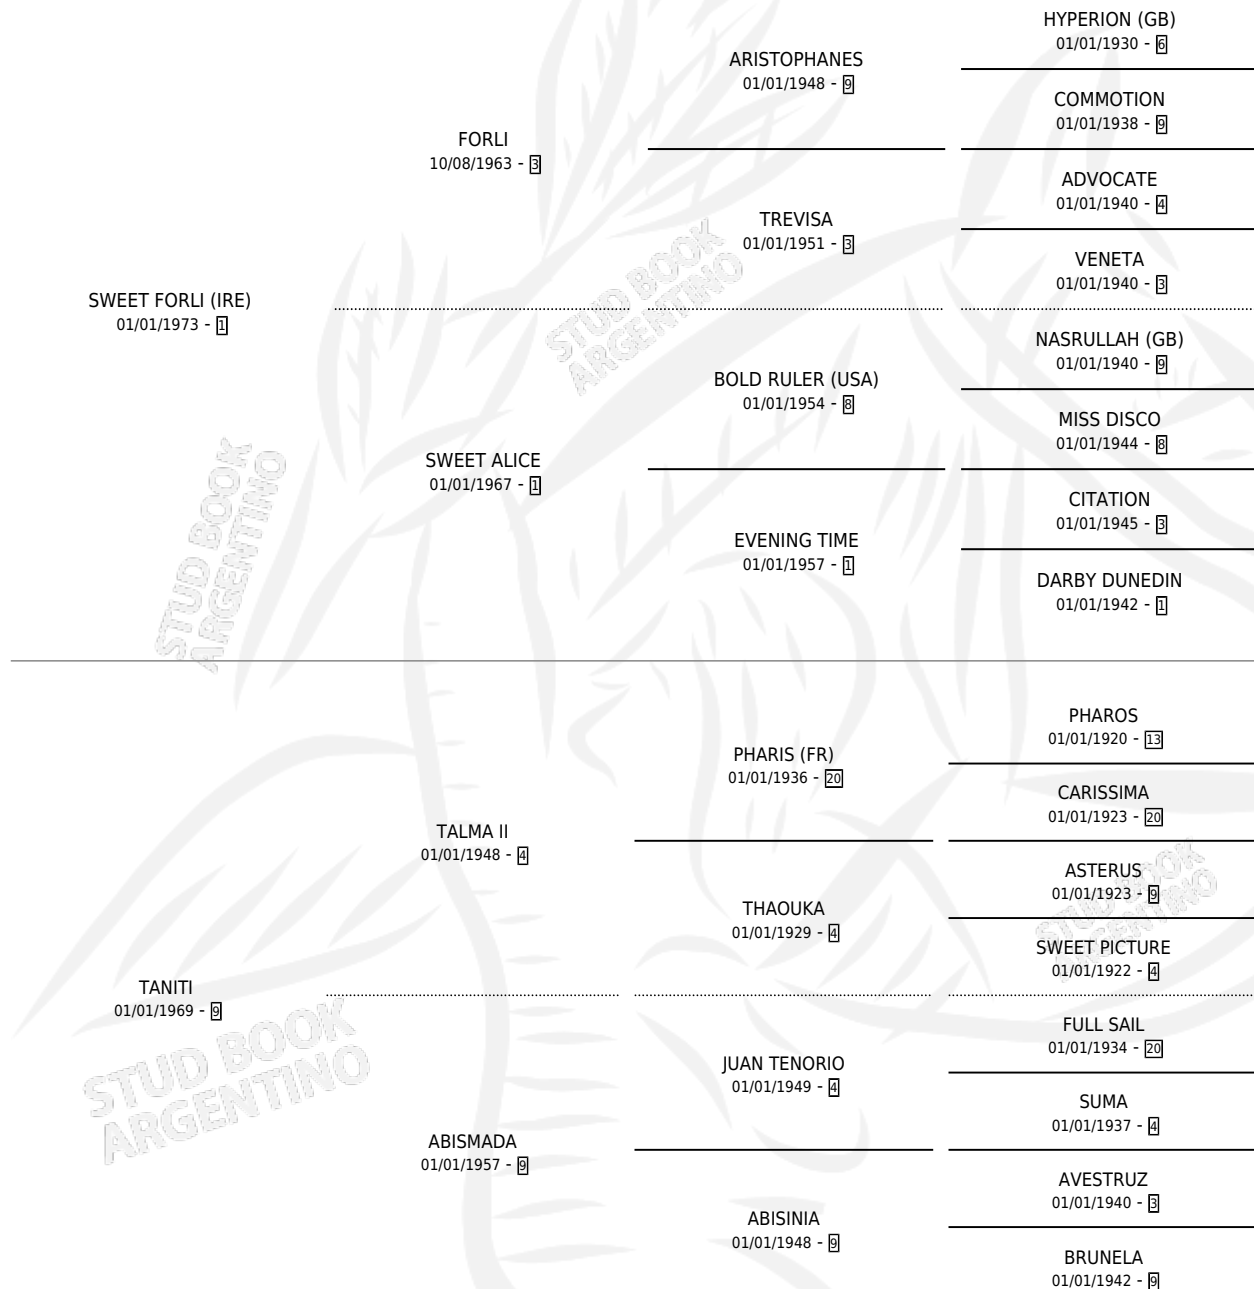 HYPERION (GB)
01/01/1930 - 6
ARISTOPHANES
01/01/1948 - 9
COMMOTION
01/01/1938 - 9
FORLI
10/08/1963 - 3
ADVOCATE
01/01/1940 - 4
TREVISA
01/01/1951 - 3
VENETA
01/01/1940 - 3
SWEET FORLI (IRE)
01/01/1973 - 1
NASRULLAH (GB)
01/01/1940 - 9
BOLD RULER (USA)
01/01/1954 - 8
MISS DISCO
01/01/1944 - 8
SWEET ALICE
01/01/1967 - 1
CITATION
01/01/1945 - 3
EVENING TIME
01/01/1957 - 1
DARBY DUNEDIN
01/01/1942 - 1
PHAROS
01/01/1920 - 13
PHARIS (FR)
01/01/1936 - 20
CARISSIMA
01/01/1923 - 20
TALMA II
01/01/1948 - 4
ASTERUS
01/01/1923 - 9
THAOUKA
01/01/1929 - 4
SWEET PICTURE
01/01/1922 - 4
TANITI
01/01/1969 - 9
FULL SAIL
01/01/1934 - 20
JUAN TENORIO
01/01/1949 - 4
SUMA
01/01/1937 - 4
ABISMADA
01/01/1957 - 9
AVESTRUZ
01/01/1940 - 3
ABISINIA
01/01/1948 - 9
BRUNELA
01/01/1942 - 9
STUD BOOK
ARGENTINO
STUD BOOK
ARGENTINO
STUD BOOK
ARGENTINO
STUD BOOK
ARGENTINO